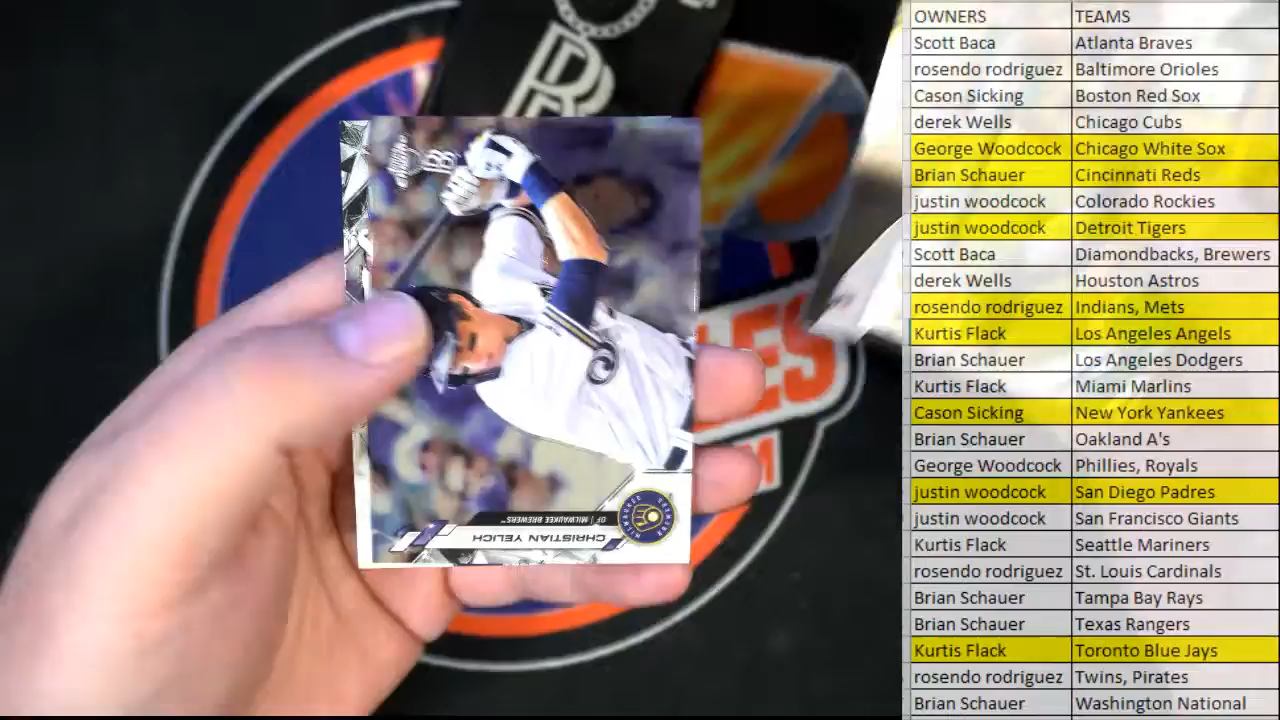 OWNERS TEAMS
Scott Baca Atlanta Braves
rosendo rodriguez Baltimore Orioles
Cason Sicking Boston Red Sox
derek Wells Chicago Cubs
George Woodcock Chicago White Sox
Brian Schauer Cincinnati Reds
justin woodcock Colorado Rockies
justin woodcock Detroit Tigers
Scott Baca Diamondbacks, Brewers
derek Wells Houston Astros
rosendo rodriguez Indians, Mets
Kurtis Flack Los Angeles Angels
Brian Schauer Los Angeles Dodgers
Kurtis Flack Miami Marlins
Cason Sicking New York Yankees
Brian Schauer Oakland A's
George Woodcock Phillies, Royals
justin woodcock San Diego Padres
justin woodcock San Francisco Giants
Kurtis Flack Seattle Mariners
rosendo rodriguez St. Louis Cardinals
Brian Schauer Tampa Bay Rays
Brian Schauer Texas Rangers
Kurtis Flack Toronto Blue Jays
rosendo rodriguez Twins, Pirates
Brian Schauer Washington National
CHRISTIAN YELICH
OF | MILWAUKEE BREWERS™
MILWAUKEE
BREWERS